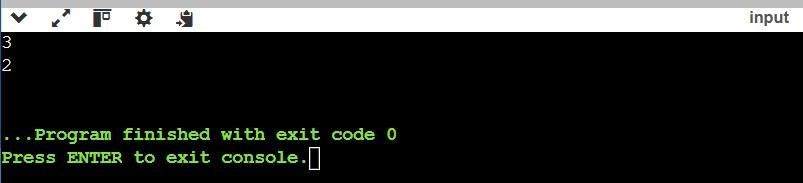 input
3
2
...Program finished with exit code 0
Press ENTER to exit console.